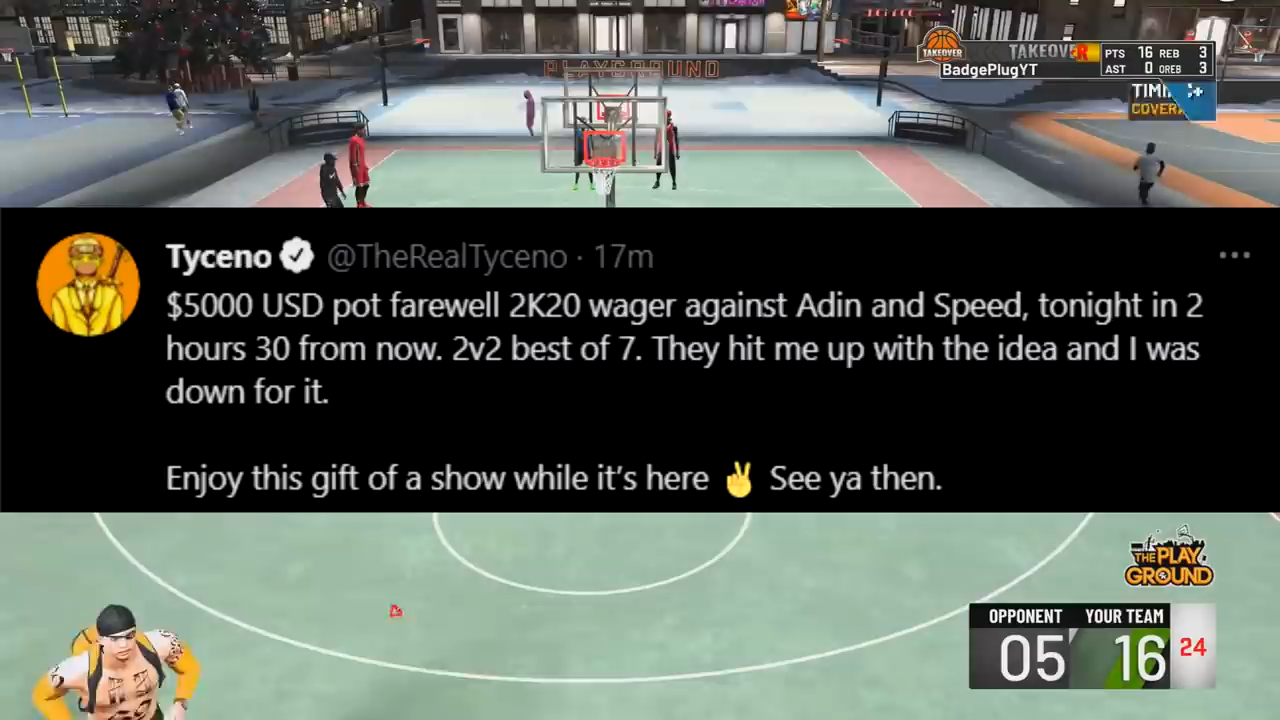 PLAYGROUND
TAKEOVER
TAKEOVER
PTS 16 REB 3
BadgePlugYT
AST 0 OREB 3
COVER
Tyceno @TheRealTyceno · 17m
$5000 USD pot farewell 2K20 wager against Adin and Speed, tonight in 2
hours 30 from now. 2v2 best of 7. They hit me up with the idea and I was
down for it.
Enjoy this gift of a show while it's here ✌ See ya then.
THE PLAY
GROUND
OPPONENT YOUR TEAM
05 16 24